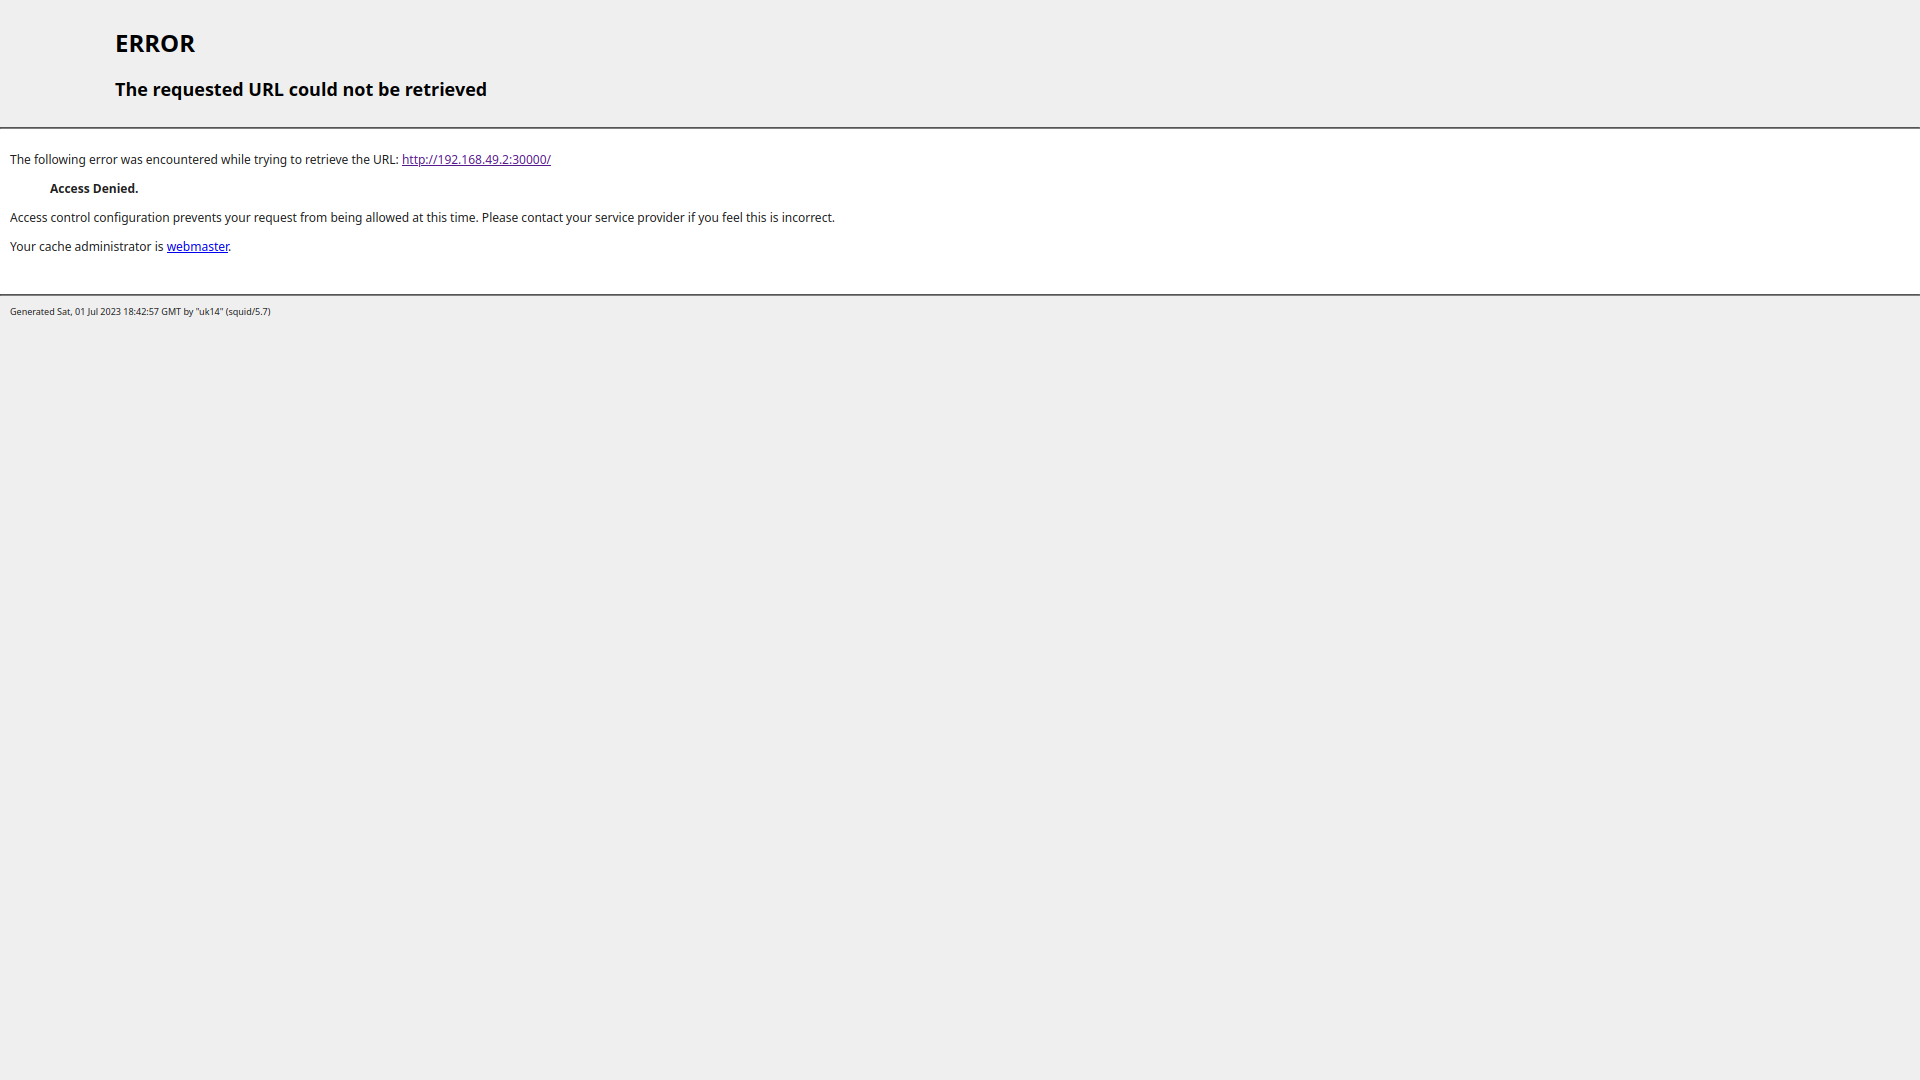 ERROR
The requested URL could not be retrieved
The following error was encountered while trying to retrieve the URL: http://192.168.49.2:30000/
Access Denied.
Access control configuration prevents your request from being allowed at this time. Please contact your service provider if you feel this is incorrect.
Your cache administrator is webmaster.
Generated Sat, 01 Jul 2023 18:42:57 GMT by "uk14" (squid/5.7)